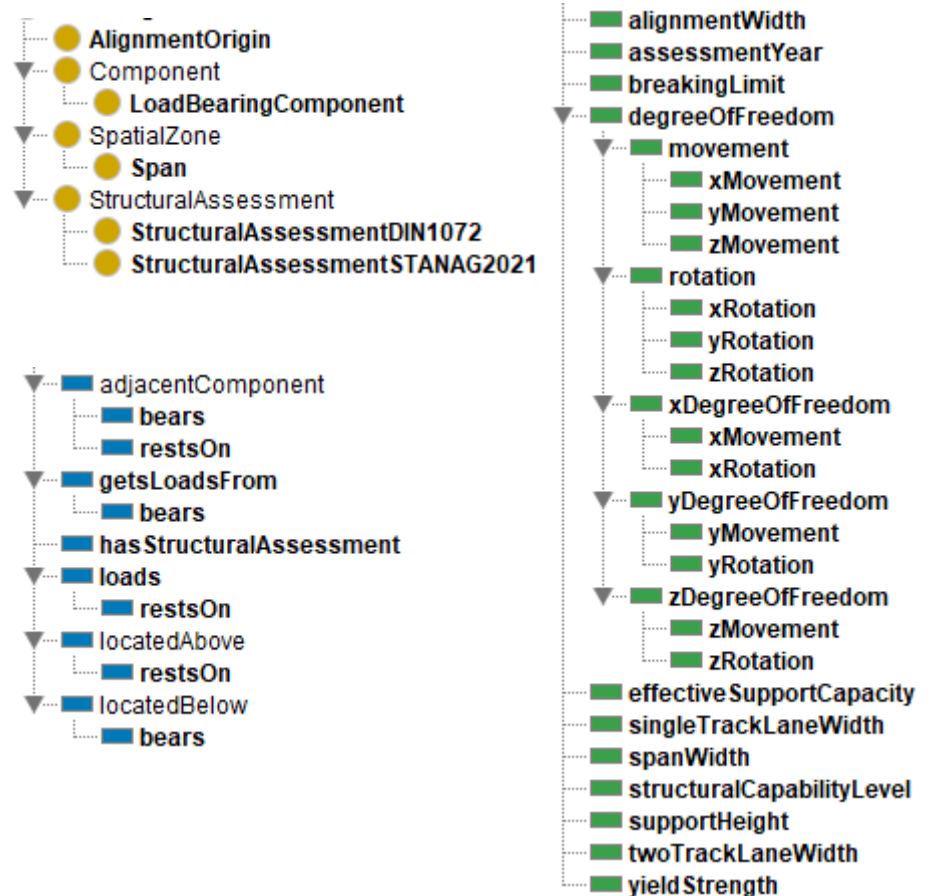 AlignmentOrigin
Component
LoadBearingComponent
SpatialZone
Span
StructuralAssessment
StructuralAssessmentDIN1072
StructuralAssessmentSTANAG2021
adjacentComponent
bears
restsOn
getsLoadsFrom
bears
hasStructuralAssessment
loads
restsOn
locatedAbove
restsOn
locatedBelow
bears
alignmentWidth
assessmentYear
breakingLimit
degreeOfFreedom
movement
xMovement
yMovement
zMovement
rotation
xRotation
yRotation
zRotation
xDegreeOfFreedom
xMovement
xRotation
yDegreeOfFreedom
yMovement
yRotation
zDegreeOfFreedom
zMovement
zRotation
effectiveSupportCapacity
singleTrackLaneWidth
spanWidth
structuralCapabilityLevel
supportHeight
twoTrackLaneWidth
yieldStrength